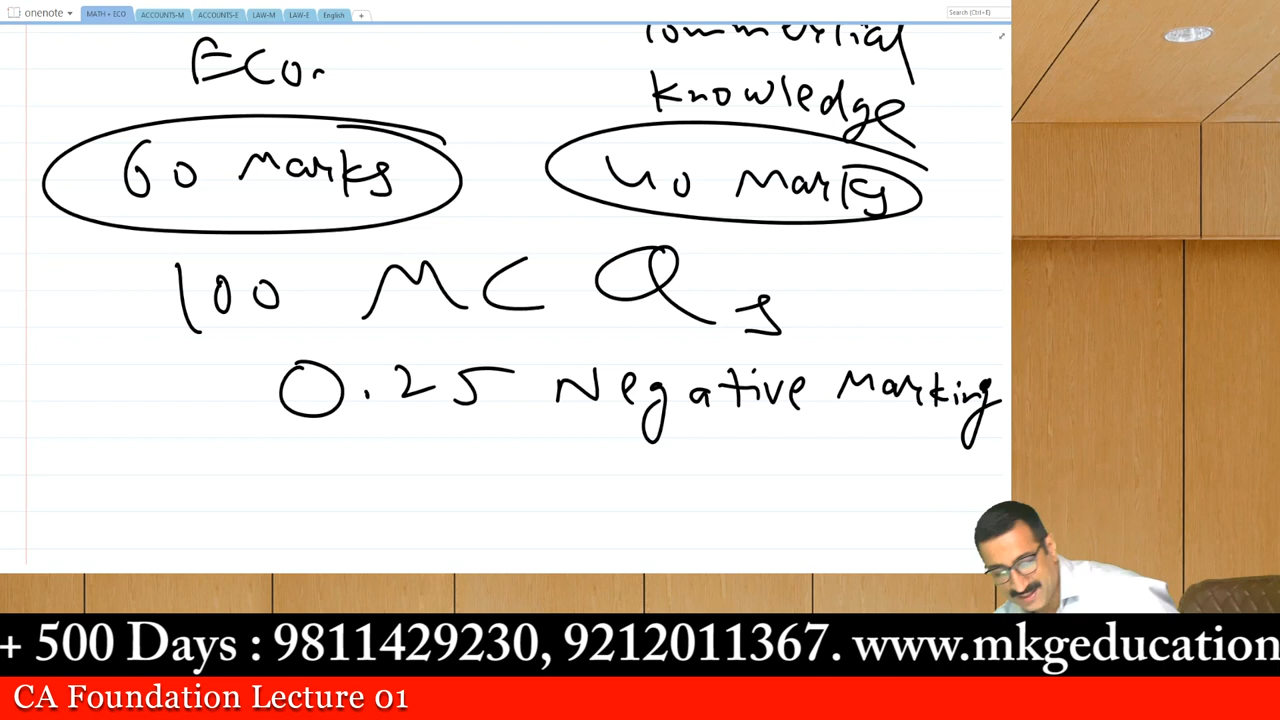 onenote
MATH + ECO ACCOUNTS-M ACCOUNTS-E LAW-M LAW-E English +
Search (Ctrl+E)
Eco.
commercial
knowledge
60 Marks
40 Marks
100 MCQs
0.25 Negative Marking
+ 500 Days : 9811429230, 9212011367. www.mkgeducation
CA Foundation Lecture 01